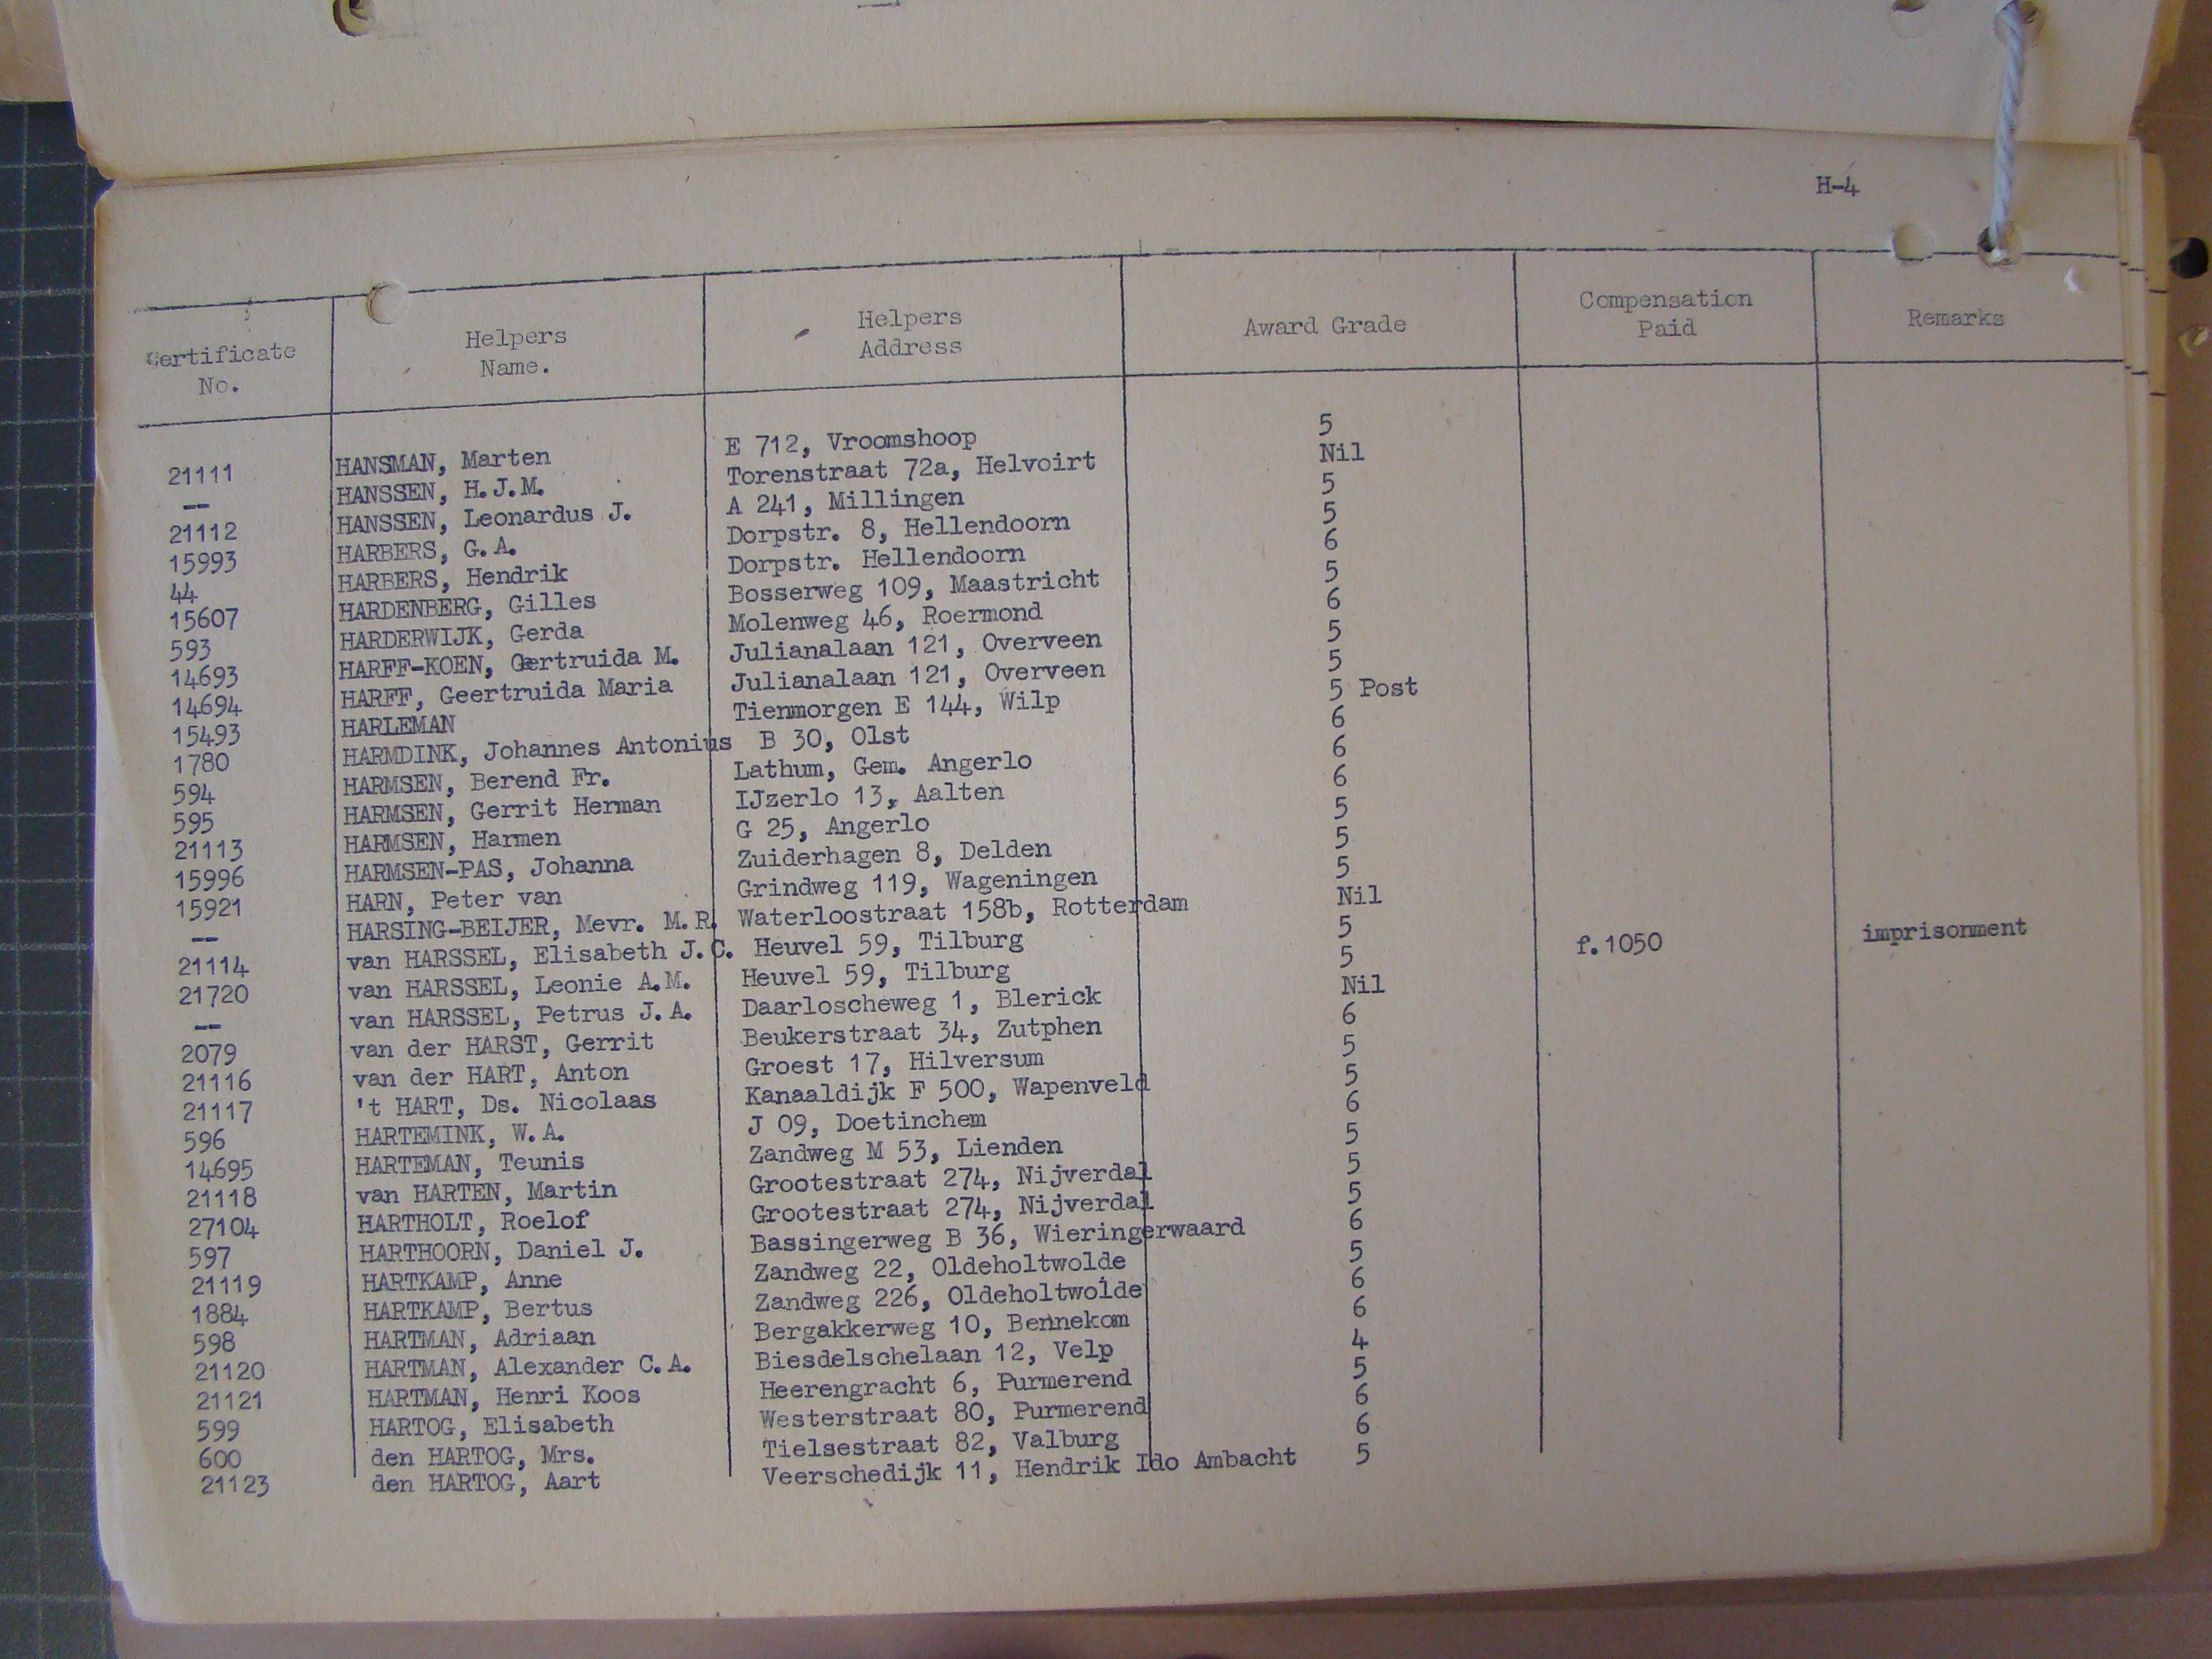 H-4
Certificate No. Helpers Name. Helpers Address Award Grade Compensation Paid Remarks
21111 HANSMAN, Marten E 712, Vroomshoop 5
-- HANSSEN, H.J.M. Torenstraat 72a, Helvoirt Nil
21112 HANSSEN, Leonardus J. A 241, Millingen 5
15993 HARBERS, G.A. Dorpstr. 8, Hellendoorn 5
44 HARBERS, Hendrik Dorpstr. Hellendoorn 6
15607 HARDENBERG, Gilles Bosserweg 109, Maastricht 5
593 HARDERWIJK, Gerda Molenweg 46, Roermond 6
14693 HARFF-KOEN, Gertruida M. Julianalaan 121, Overveen 5
14694 HARFF, Geertruida Maria Julianalaan 121, Overveen 5
15493 HARLEMAN Tienmorgen E 144, Wilp 5 Post
1780 HARMDINK, Johannes Antonius B 30, Olst 6
594 HARMSEN, Berend Fr. Lathum, Gem. Angerlo 6
595 HARMSEN, Gerrit Herman IJzerlo 13, Aalten 6
21113 HARMSEN, Harmen G 25, Angerlo 5
15996 HARMSEN-PAS, Johanna Zuiderhagen 8, Delden 5
15921 HARN, Peter van Grindweg 119, Wageningen 5
-- HARSING-BEIJER, Mevr. M.R. Waterloostraat 158b, Rotterdam Nil
21114 van HARSSEL, Elisabeth J.C. Heuvel 59, Tilburg 5
21720 van HARSSEL, Leonie A.M. Heuvel 59, Tilburg 5 f.1050 imprisonment
-- van HARSSEL, Petrus J.A. Daarloscheweg 1, Blerick Nil
2079 van der HARST, Gerrit Beukerstraat 34, Zutphen 6
21116 van der HART, Anton Groest 17, Hilversum 5
21117 't HART, Ds. Nicolaas Kanaaldijk F 500, Wapenveld 5
596 HARTEMINK, W.A. J 09, Doetinchem 6
14695 HARTEMAN, Teunis Zandweg M 53, Lienden 5
21118 van HARTEN, Martin Grootestraat 274, Nijverdal 5
27104 HARTHOLT, Roelof Grootestraat 274, Nijverdal 5
597 HARTHOORN, Daniel J. Bassingerweg B 36, Wieringerwaard 6
21119 HARTKAMP, Anne Zandweg 22, Oldeholtwolde 5
1884 HARTKAMP, Bertus Zandweg 226, Oldeholtwolde 6
598 HARTMAN, Adriaan Bergakkerweg 10, Bennekom 6
21120 HARTMAN, Alexander C.A. Biesdelschelaan 12, Velp 4
21121 HARTMAN, Henri Koos Heerengracht 6, Purmerend 5
599 HARTOG, Elisabeth Westerstraat 80, Purmerend 6
600 den HARTOG, Mrs. Tielsestraat 82, Valburg 6
21123 den HARTOG, Aart Veerschedijk 11, Hendrik Ido Ambacht 5